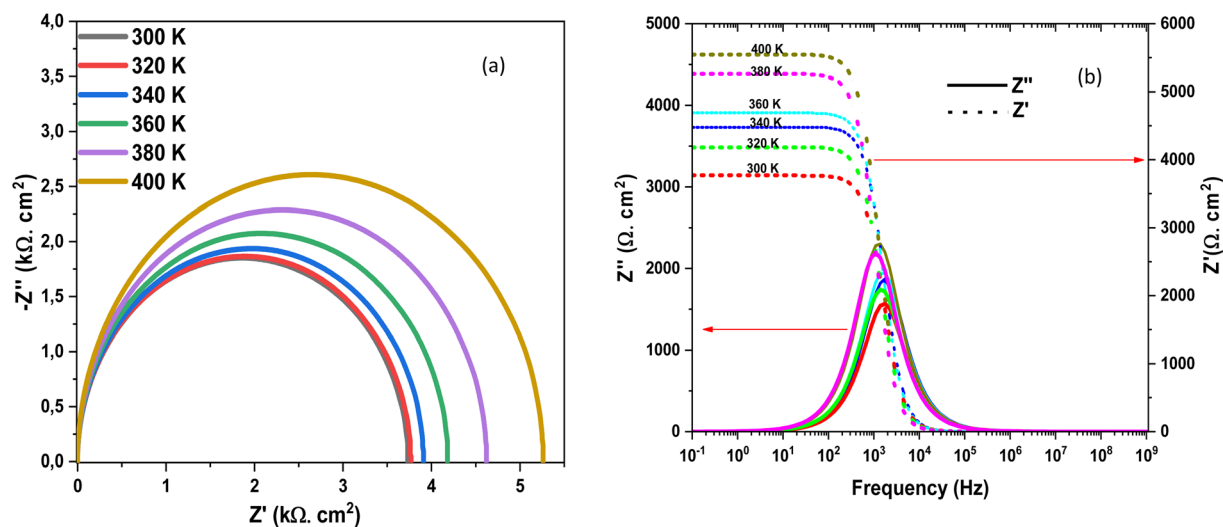 4,0
3,5
3,0
2,5
2,0
1,5
1,0
0,5
0,0
-Z'' (kΩ. cm2)
300 K
320 K
340 K
360 K
380 K
400 K
(a)
0 1 2 3 4 5
Z' (kΩ. cm2)
5000
4000
3000
2000
1000
0
Z'' (Ω. cm2)
400 K
380 K
360 K
340 K
320 K
300 K
(b)
Z''
Z'
6000
5000
4000
3000
2000
1000
0
Z'(Ω. cm2)
10-1 100 101 102 103 104 105 106 107 108 109
Frequency (Hz)